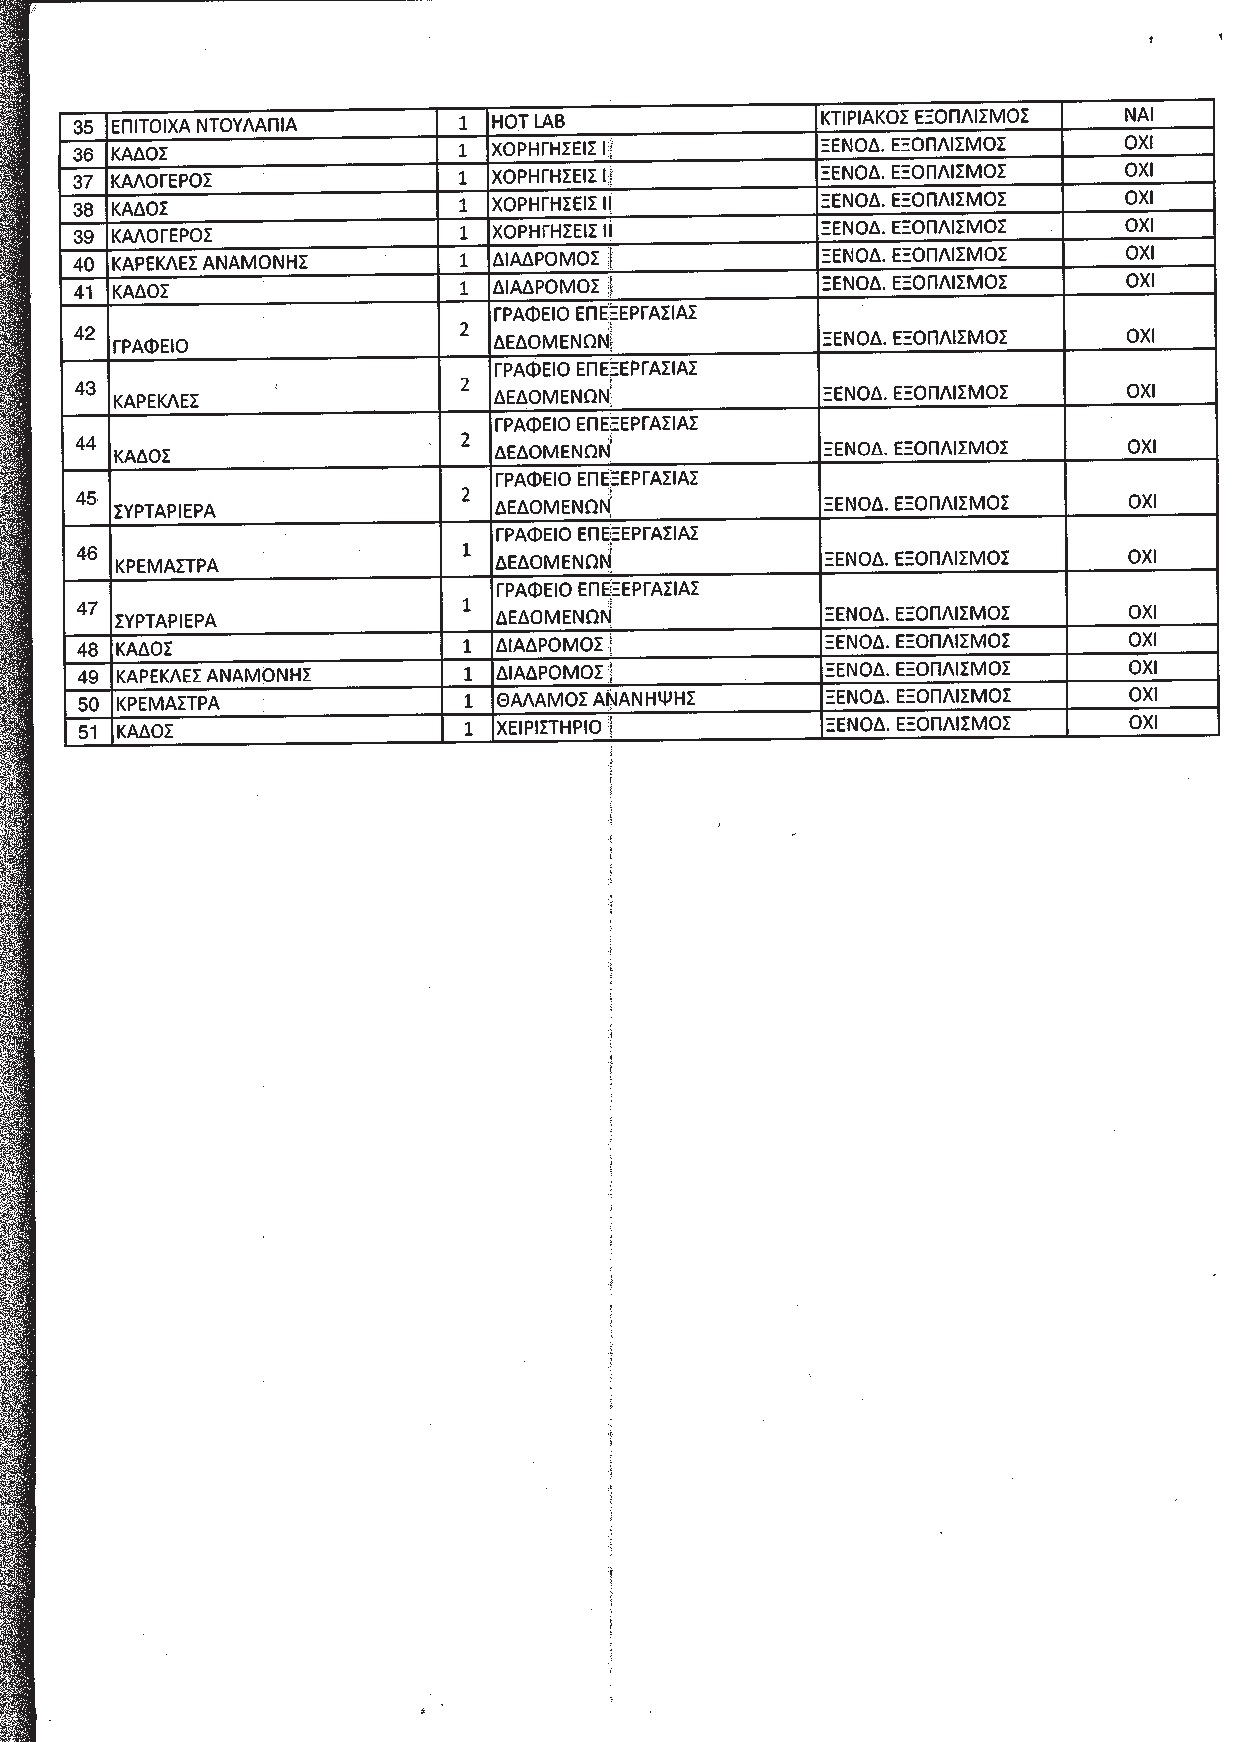 35 ΕΠΙΤΟΙΧΑ ΝΤΟΥΛΑΠΙΑ 1 HOT LAB ΚΤΙΡΙΑΚΟΣ ΕΞΟΠΛΙΣΜΟΣ ΝΑΙ
36 ΚΑΔΟΣ 1 ΧΟΡΗΓΗΣΕΙΣ Ι ΞΕΝΟΔ. ΕΞΟΠΛΙΣΜΟΣ ΟΧΙ
37 ΚΑΛΟΓΕΡΟΣ 1 ΧΟΡΗΓΗΣΕΙΣ Ι ΞΕΝΟΔ. ΕΞΟΠΛΙΣΜΟΣ ΟΧΙ
38 ΚΑΔΟΣ 1 ΧΟΡΗΓΗΣΕΙΣ ΙΙ ΞΕΝΟΔ. ΕΞΟΠΛΙΣΜΟΣ ΟΧΙ
39 ΚΑΛΟΓΕΡΟΣ 1 ΧΟΡΗΓΗΣΕΙΣ ΙΙ ΞΕΝΟΔ. ΕΞΟΠΛΙΣΜΟΣ ΟΧΙ
40 ΚΑΡΕΚΛΕΣ ΑΝΑΜΟΝΗΣ 1 ΔΙΑΔΡΟΜΟΣ ΞΕΝΟΔ. ΕΞΟΠΛΙΣΜΟΣ ΟΧΙ
41 ΚΑΔΟΣ 1 ΔΙΑΔΡΟΜΟΣ ΞΕΝΟΔ. ΕΞΟΠΛΙΣΜΟΣ ΟΧΙ
ΓΡΑΦΕΙΟ ΕΠΕΞΕΡΓΑΣΙΑΣ
42 ΓΡΑΦΕΙΟ 2 ΔΕΔΟΜΕΝΩΝ ΞΕΝΟΔ. ΕΞΟΠΛΙΣΜΟΣ ΟΧΙ
ΓΡΑΦΕΙΟ ΕΠΕΞΕΡΓΑΣΙΑΣ
43 ΚΑΡΕΚΛΕΣ 2 ΔΕΔΟΜΕΝΩΝ ΞΕΝΟΔ. ΕΞΟΠΛΙΣΜΟΣ ΟΧΙ
ΓΡΑΦΕΙΟ ΕΠΕΞΕΡΓΑΣΙΑΣ
44 ΚΑΔΟΣ 2 ΔΕΔΟΜΕΝΩΝ ΞΕΝΟΔ. ΕΞΟΠΛΙΣΜΟΣ ΟΧΙ
ΓΡΑΦΕΙΟ ΕΠΕΞΕΡΓΑΣΙΑΣ
45 ΣΥΡΤΑΡΙΕΡΑ 2 ΔΕΔΟΜΕΝΩΝ ΞΕΝΟΔ. ΕΞΟΠΛΙΣΜΟΣ ΟΧΙ
ΓΡΑΦΕΙΟ ΕΠΕΞΕΡΓΑΣΙΑΣ
46 ΚΡΕΜΑΣΤΡΑ 1 ΔΕΔΟΜΕΝΩΝ ΞΕΝΟΔ. ΕΞΟΠΛΙΣΜΟΣ ΟΧΙ
ΓΡΑΦΕΙΟ ΕΠΕΞΕΡΓΑΣΙΑΣ
47 ΣΥΡΤΑΡΙΕΡΑ 1 ΔΕΔΟΜΕΝΩΝ ΞΕΝΟΔ. ΕΞΟΠΛΙΣΜΟΣ ΟΧΙ
48 ΚΑΔΟΣ 1 ΔΙΑΔΡΟΜΟΣ ΞΕΝΟΔ. ΕΞΟΠΛΙΣΜΟΣ ΟΧΙ
49 ΚΑΡΕΚΛΕΣ ΑΝΑΜΟΝΗΣ 1 ΔΙΑΔΡΟΜΟΣ ΞΕΝΟΔ. ΕΞΟΠΛΙΣΜΟΣ ΟΧΙ
50 ΚΡΕΜΑΣΤΡΑ 1 ΘΑΛΑΜΟΣ ΑΝΑΝΗΨΗΣ ΞΕΝΟΔ. ΕΞΟΠΛΙΣΜΟΣ ΟΧΙ
51 ΚΑΔΟΣ 1 ΧΕΙΡΙΣΤΗΡΙΟ ΞΕΝΟΔ. ΕΞΟΠΛΙΣΜΟΣ ΟΧΙ